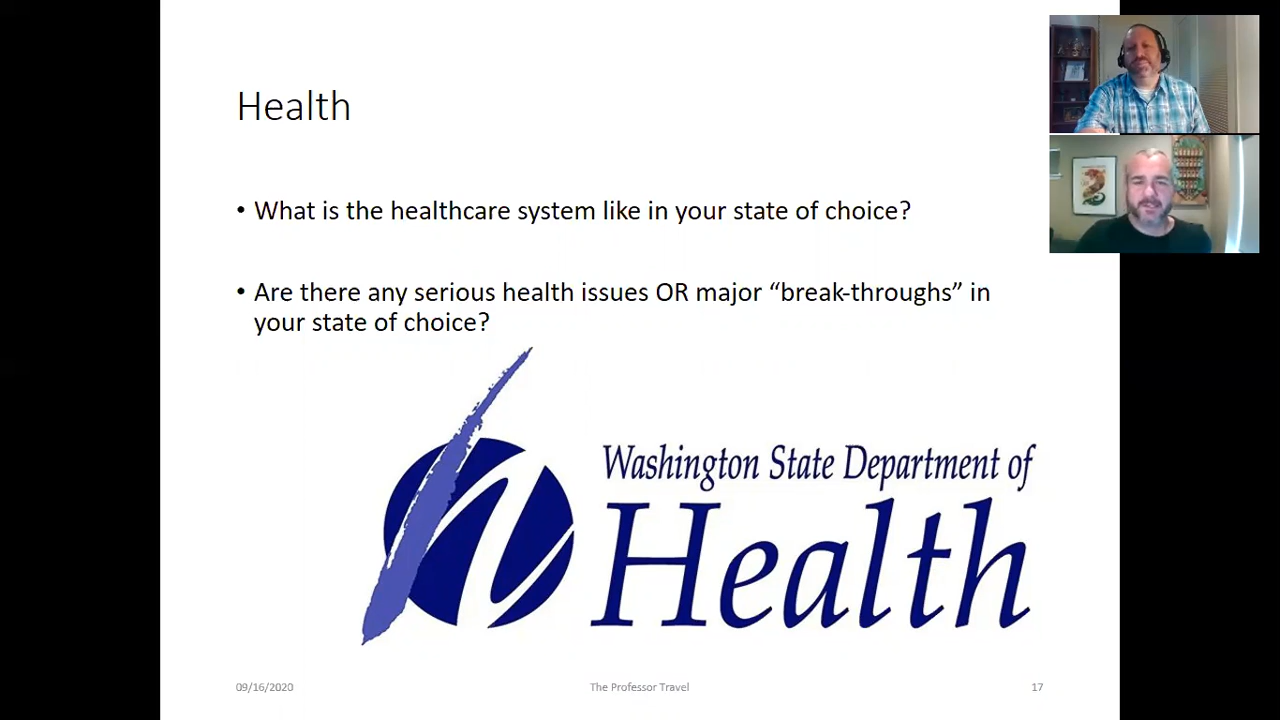 Health
• What is the healthcare system like in your state of choice?
• Are there any serious health issues OR major “break-throughs” in
your state of choice?
Washington State Department of
Health
09/16/2020
The Professor Travel
17